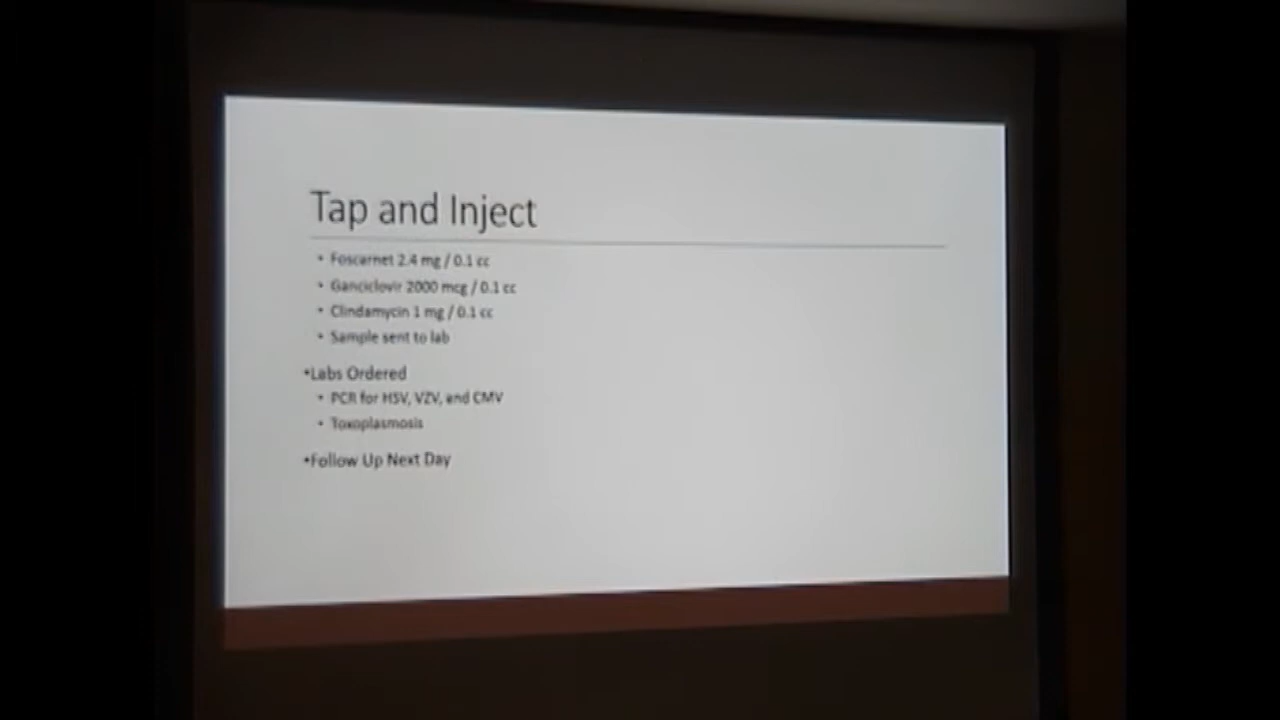 Tap and Inject
• Foscarnet 2.4 mg / 0.1 cc
• Ganciclovir 2000 mcg / 0.1 cc
• Clindamycin 1 mg / 0.1 cc
• Sample sent to lab
•Labs Ordered
• PCR for HSV, VZV, and CMV
• Toxoplasmosis
•Follow Up Next Day